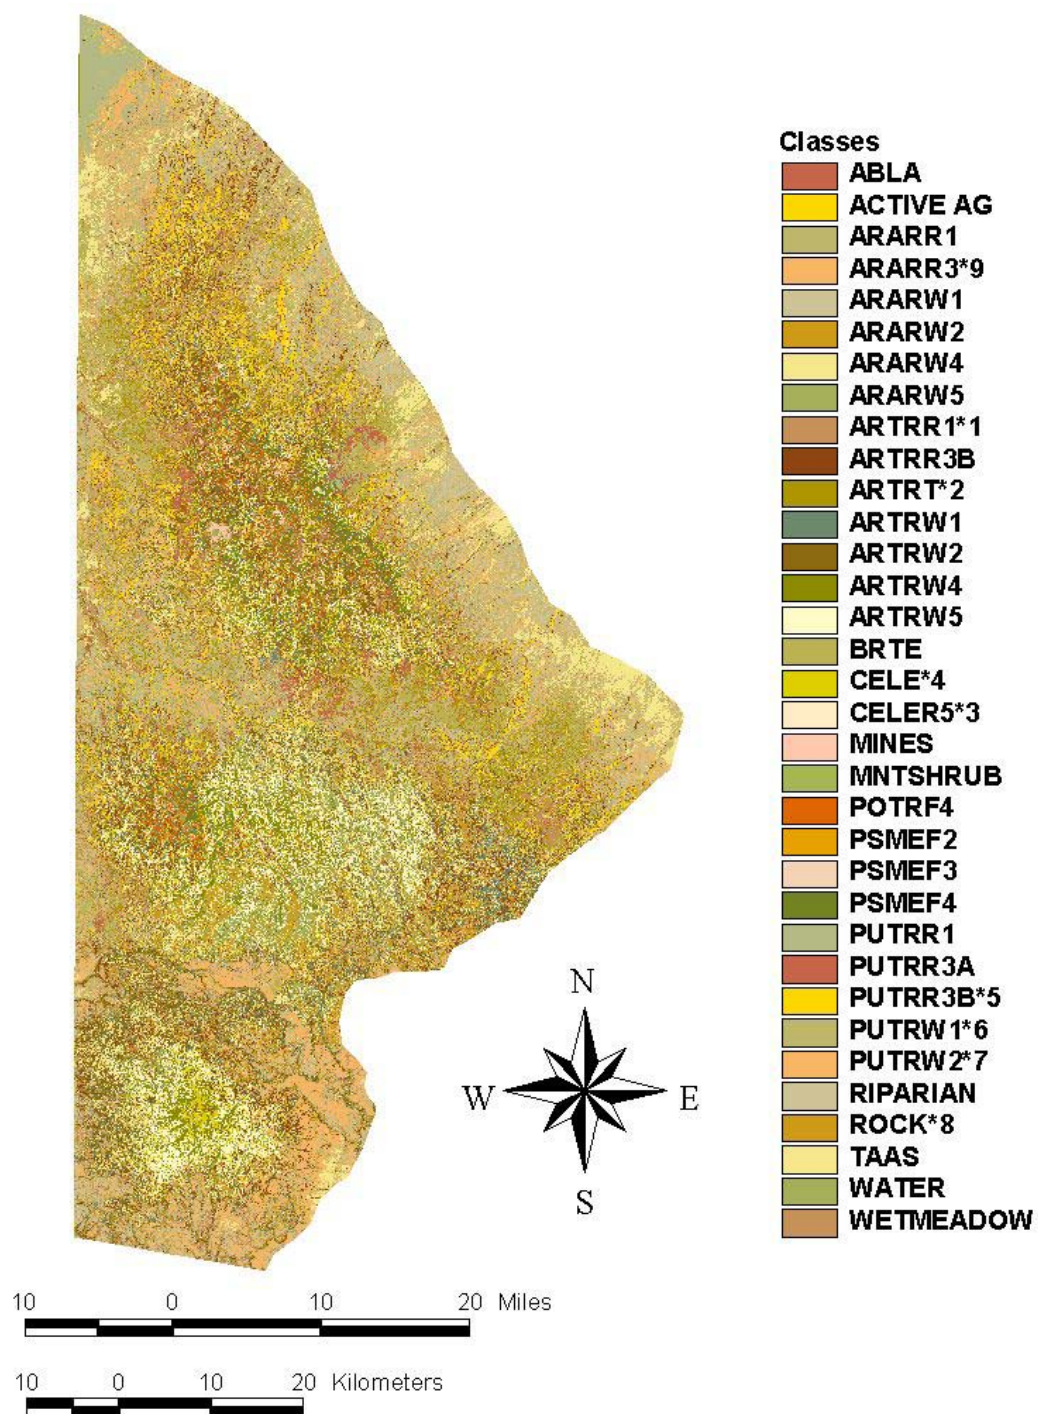 Classes
ABLA
ACTIVE AG
ARARR1
ARARR3*9
ARARW1
ARARW2
ARARW4
ARARW5
ARTRR1*1
ARTRR3B
ARTRT*2
ARTRW1
ARTRW2
ARTRW4
ARTRW5
BRTE
CELE*4
CELER5*3
MINES
MNTSHRUB
POTRF4
PSMEF2
PSMEF3
PSMEF4
PUTRR1
PUTRR3A
PUTRR3B*5
PUTRW1*6
PUTRW2*7
RIPARIAN
ROCK*8
TAAS
WATER
WETMEADOW
N
W E
S
10 0 10 20 Miles
10 0 10 20 Kilometers